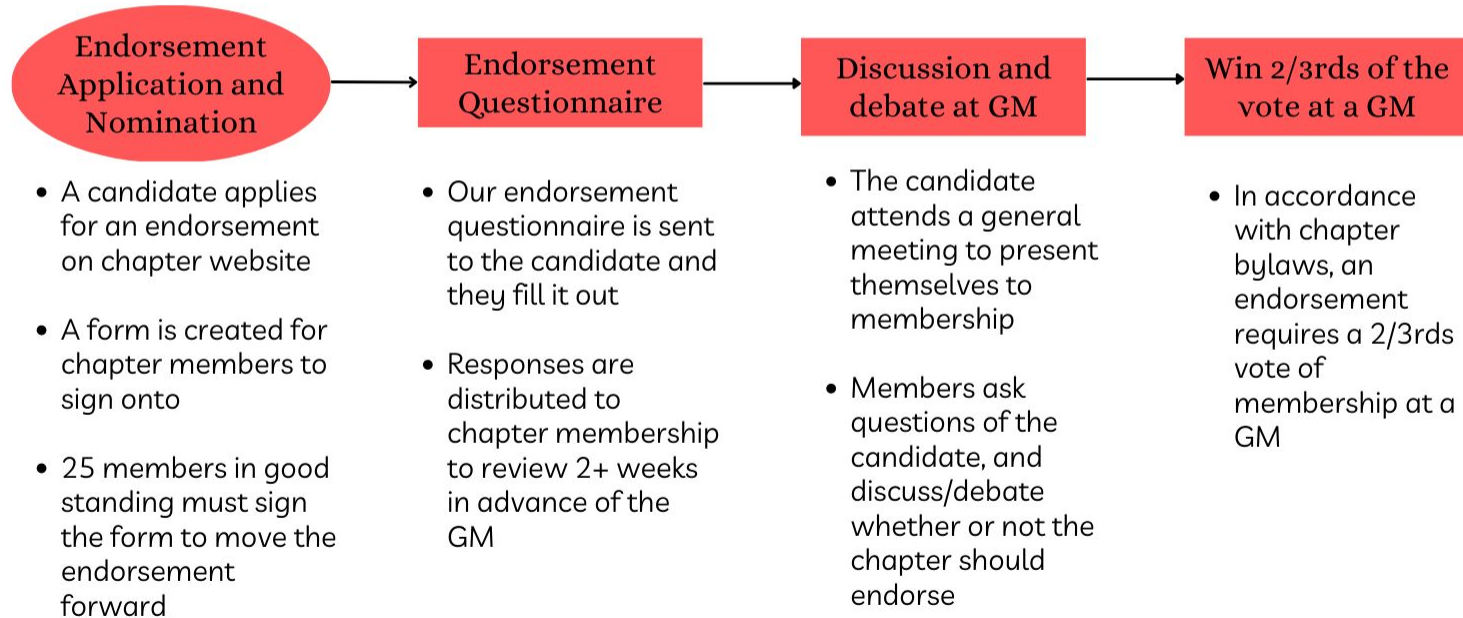 Endorsement
Application and
Nomination
• A candidate applies
for an endorsement
on chapter website
• A form is created for
chapter members to
sign onto
• 25 members in good
standing must sign
the form to move the
endorsement
forward
Endorsement
Questionnaire
• Our endorsement
questionnaire is sent
to the candidate and
they fill it out
• Responses are
distributed to
chapter membership
to review 2+ weeks
in advance of the
GM
Discussion and
debate at GM
• The candidate
attends a general
meeting to present
themselves to
membership
• Members ask
questions of the
candidate, and
discuss/debate
whether or not the
chapter should
endorse
Win 2/3rds of the
vote at a GM
• In accordance
with chapter
bylaws, an
endorsement
requires a 2/3rds
vote of
membership at a
GM